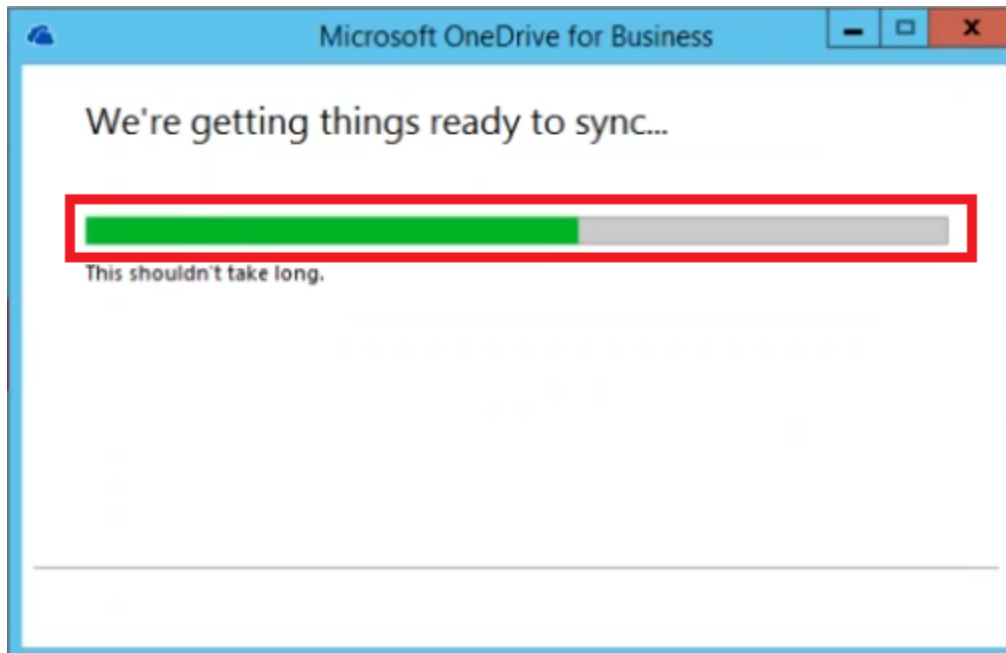 Microsoft OneDrive for Business
We're getting things ready to sync...
This shouldn't take long.